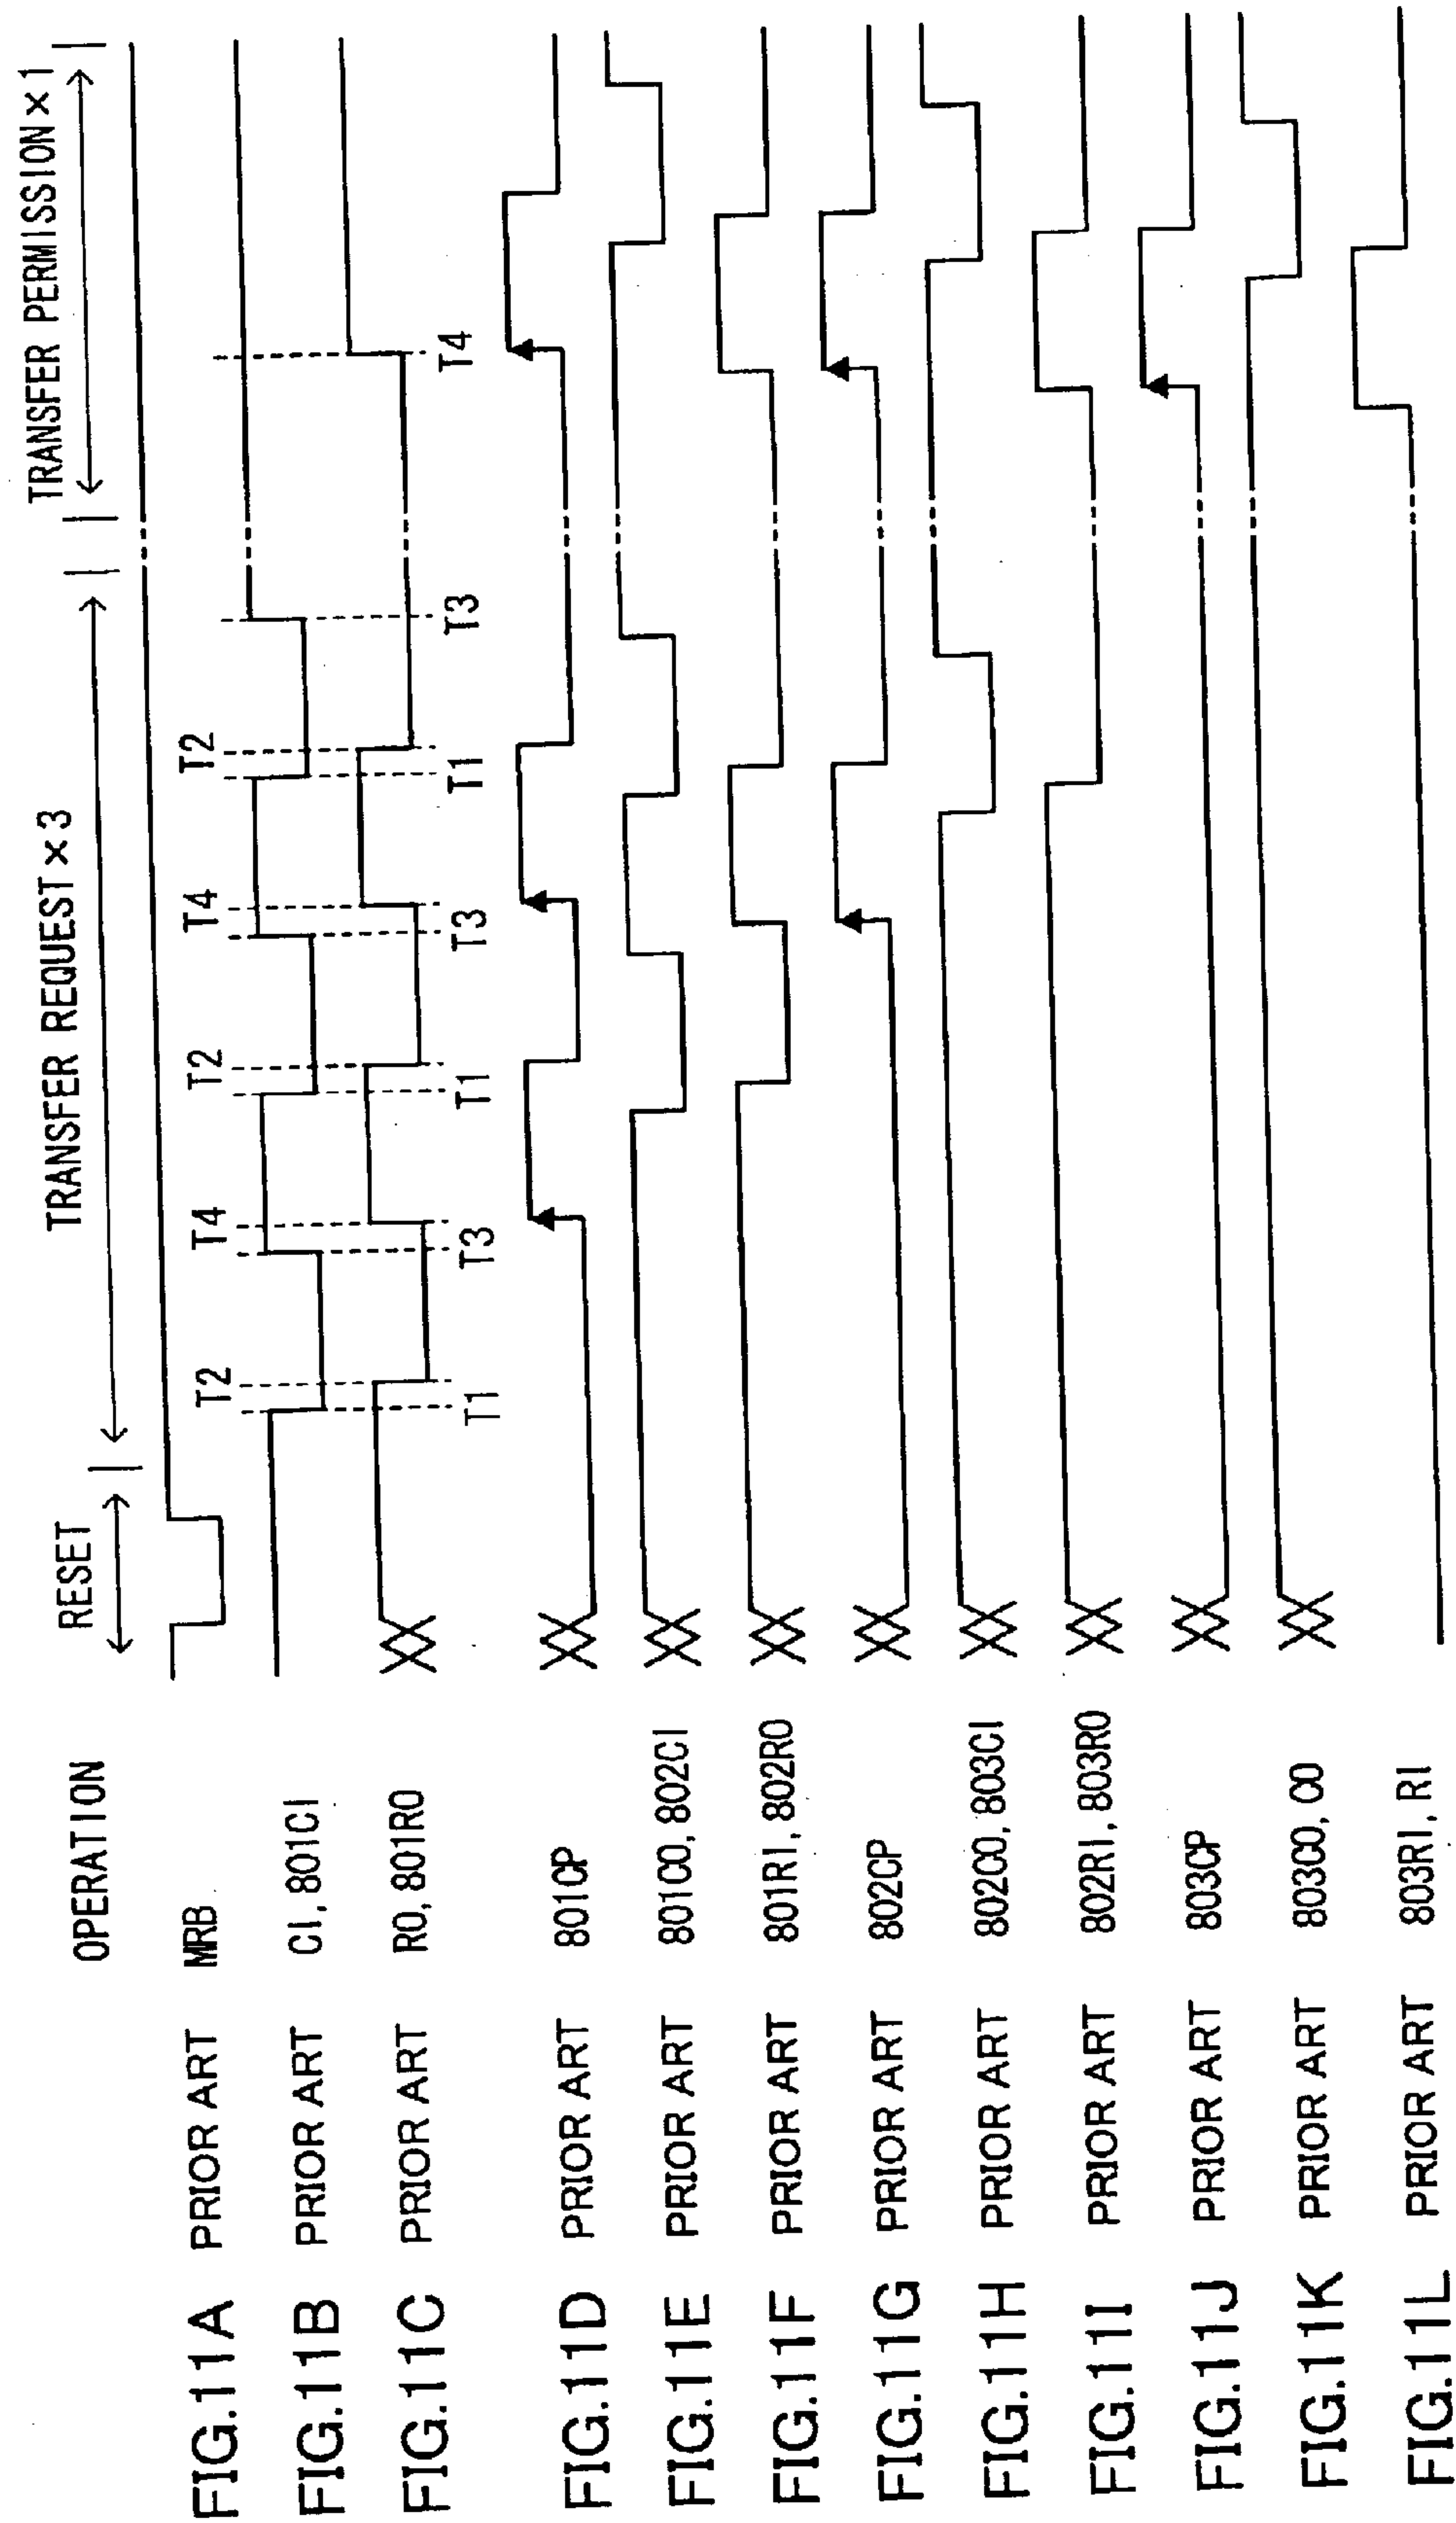 OPERATION RESET TRANSFER REQUEST×3 TRANSFER PERMISSION×1
FIG.11A PRIOR ART MRB
T2 T4 T2 T4 T2
FIG.11B PRIOR ART CI, 801CI
FIG.11C PRIOR ART RO, 801RO
T1 T3 T1 T3 T1 T3 T4
FIG.11D PRIOR ART 801CP
FIG.11E PRIOR ART 801CO, 802CI
FIG.11F PRIOR ART 801RI, 802RO
FIG.11G PRIOR ART 802CP
FIG.11H PRIOR ART 802CO, 803CI
FIG.11I PRIOR ART 802RI, 803RO
FIG.11J PRIOR ART 803CP
FIG.11K PRIOR ART 803CO, CO
FIG.11L PRIOR ART 803RI, RI